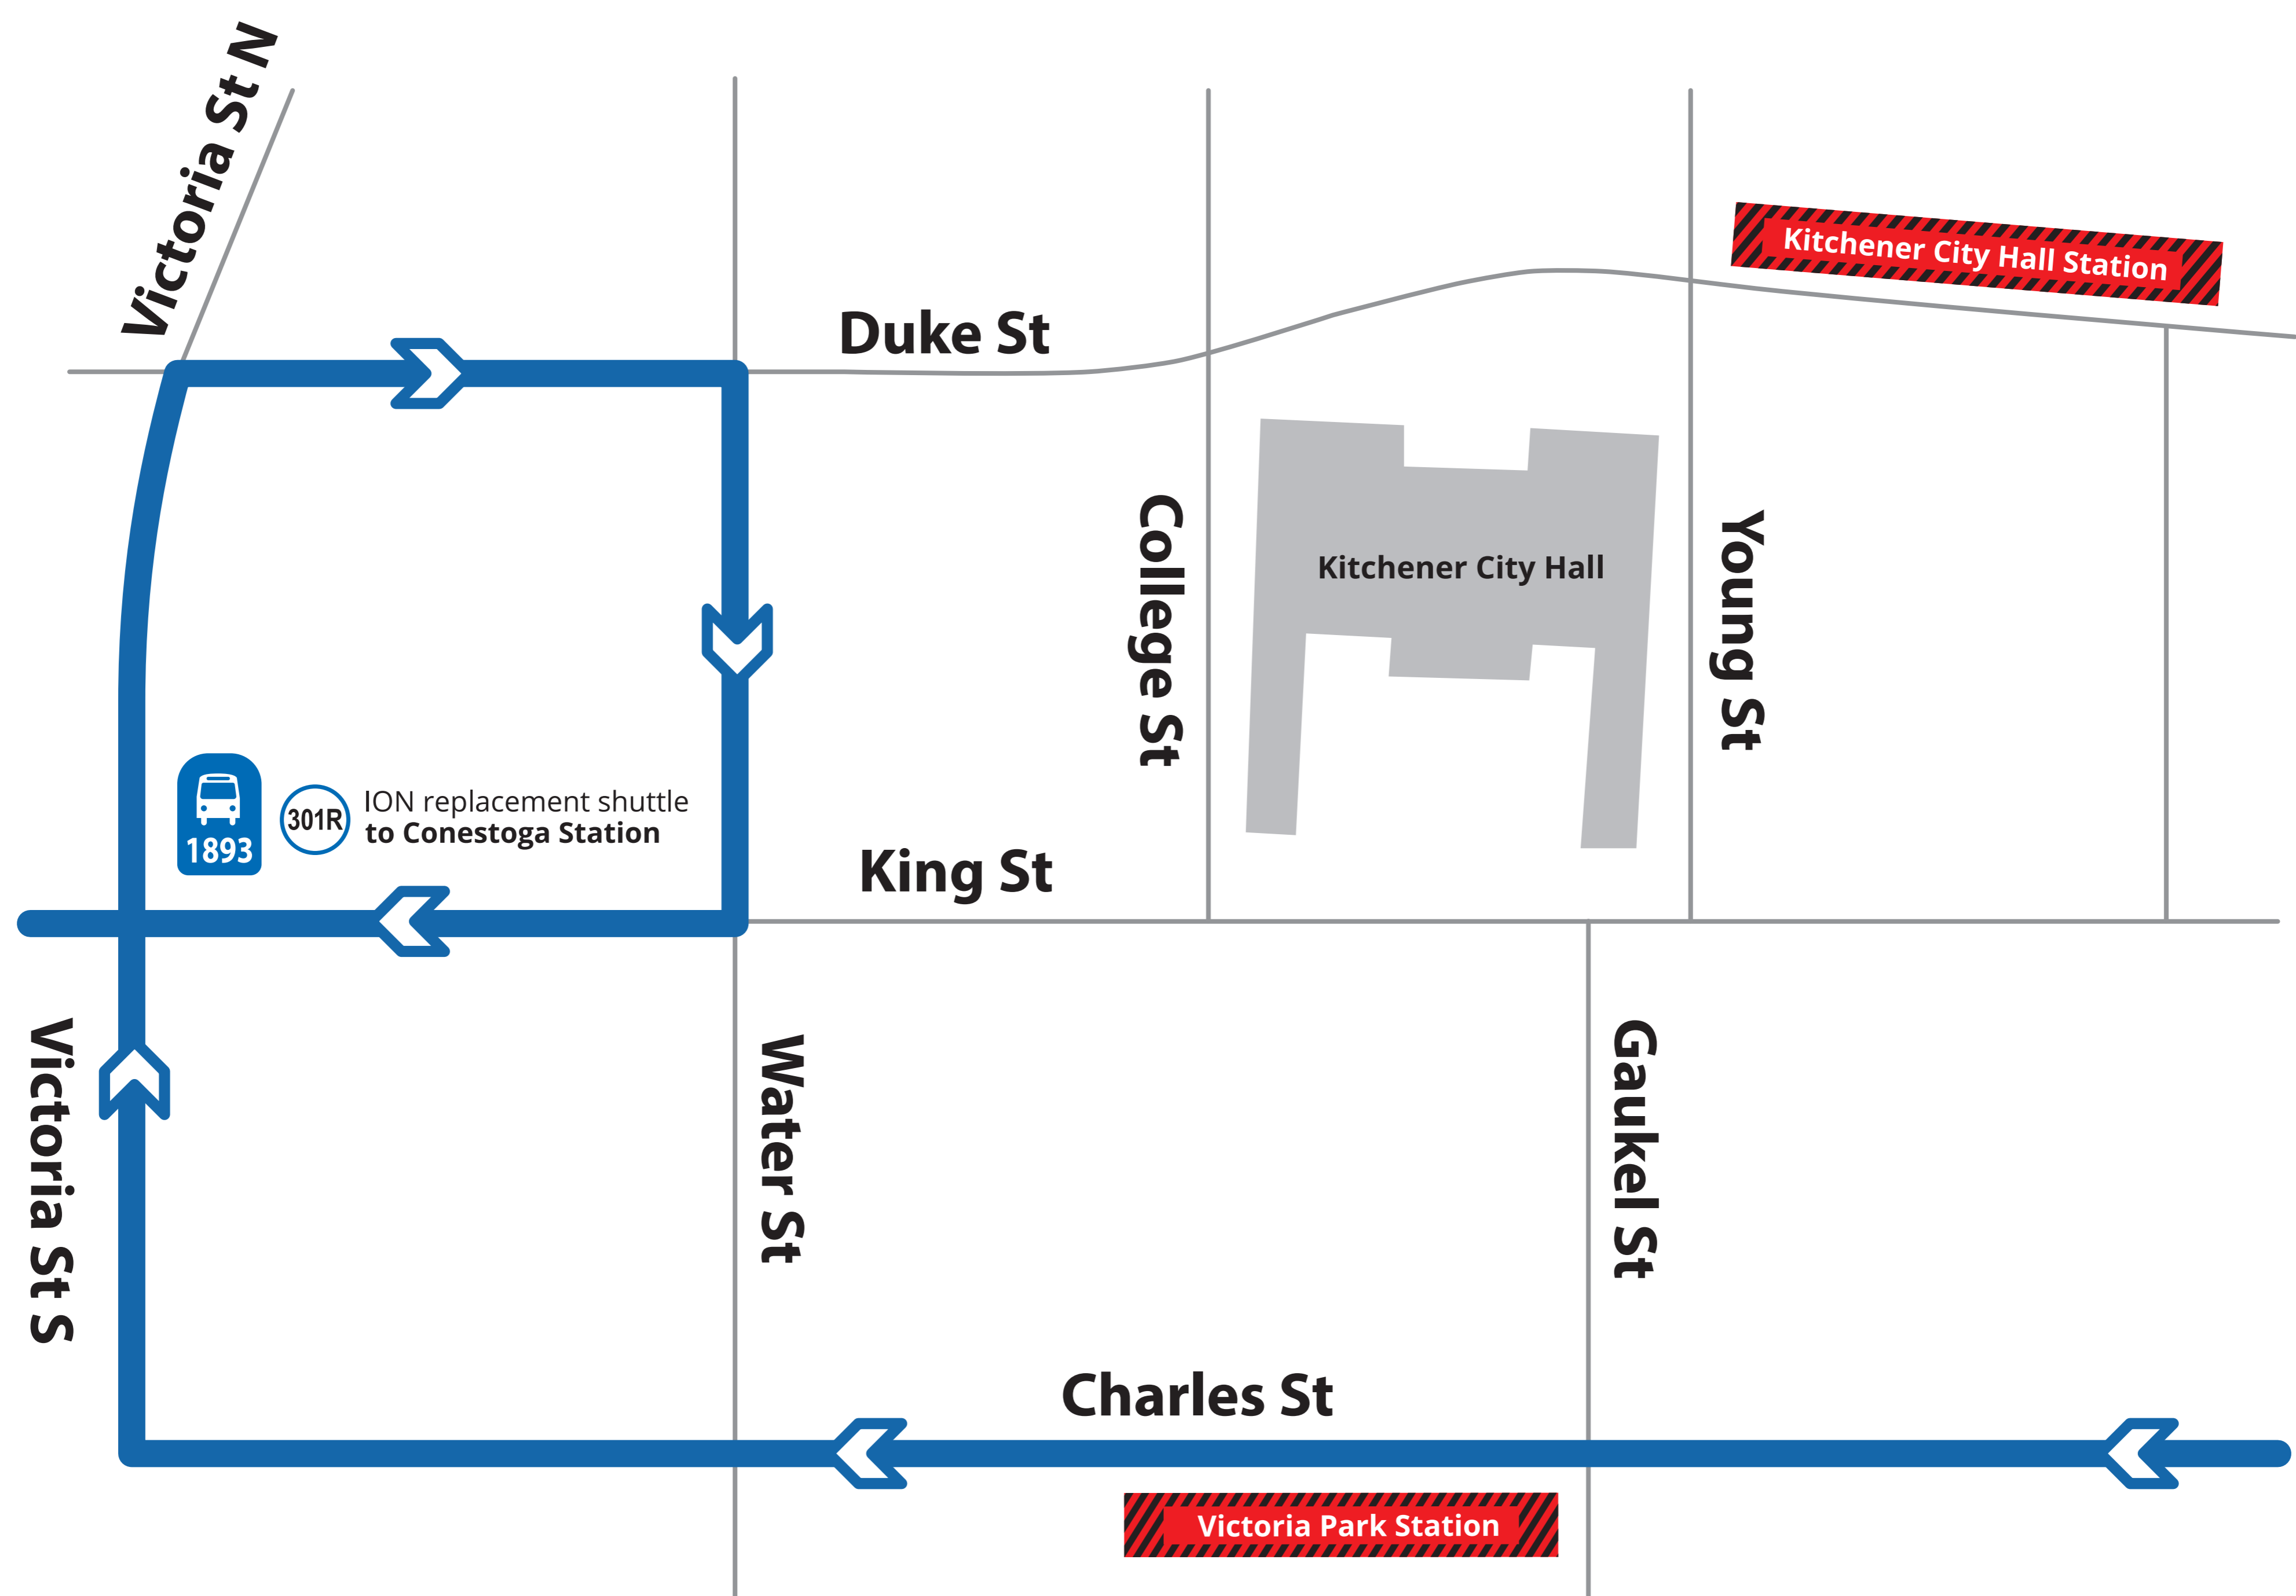 Victoria St N
Kitchener City Hall Station
Duke St
College St
Kitchener City Hall
Young St
1893
301R
ION replacement shuttle
to Conestoga Station
King St
Victoria St S
Water St
Gaukel St
Charles St
Victoria Park Station